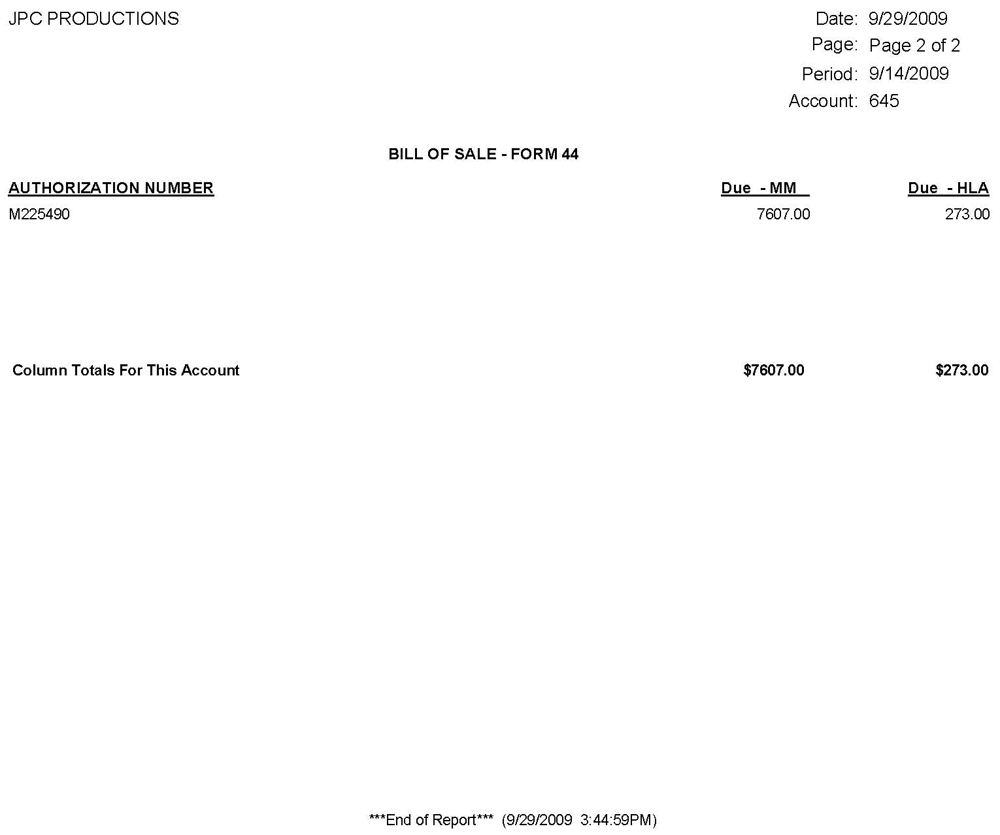 JPC PRODUCTIONS
Date: 9/29/2009
Page: Page 2 of 2
Period: 9/14/2009
Account: 645
BILL OF SALE - FORM 44
AUTHORIZATION NUMBER Due - MM Due - HLA
M225490 7607.00 273.00
Column Totals For This Account $7607.00 $273.00
***End of Report*** (9/29/2009 3:44:59PM)